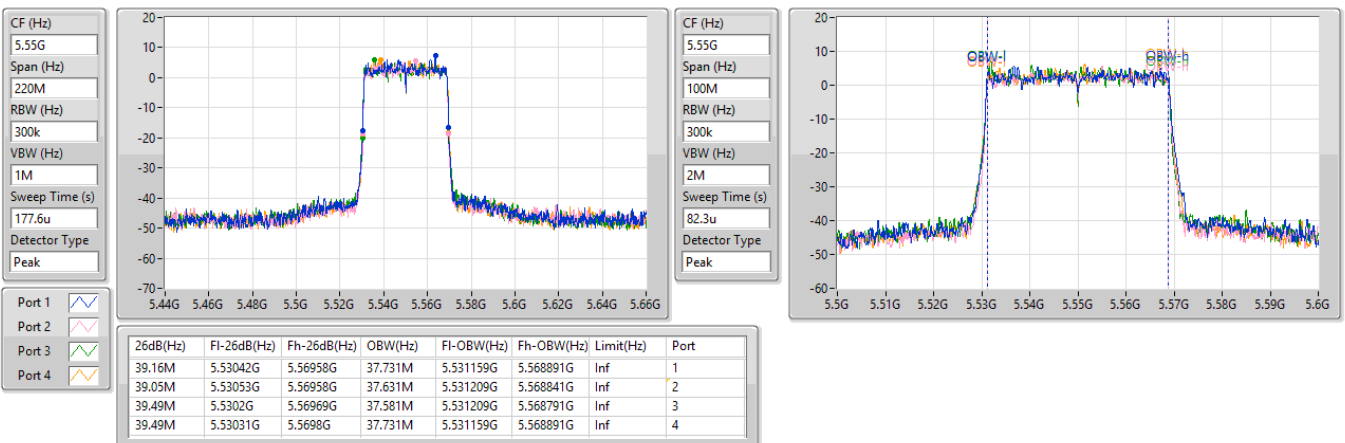 CF (Hz)
5.55G
Span (Hz)
220M
RBW (Hz)
300k
VBW (Hz)
1M
Sweep Time (s)
177.6u
Detector Type
Peak
20
10
0
-10
-20
-30
-40
-50
-60
-70
5.44G 5.46G 5.48G 5.5G 5.52G 5.54G 5.56G 5.58G 5.6G 5.62G 5.64G 5.66G
CF (Hz)
5.55G
Span (Hz)
100M
RBW (Hz)
300k
VBW (Hz)
2M
Sweep Time (s)
82.3u
Detector Type
Peak
20
10
0
-10
-20
-30
-40
-50
-60
OBW-l OBW-h
5.5G 5.51G 5.52G 5.53G 5.54G 5.55G 5.56G 5.57G 5.58G 5.59G 5.6G
Port 1
Port 2
Port 3
Port 4
26dB(Hz) Fl-26dB(Hz) Fh-26dB(Hz) OBW(Hz) Fl-OBW(Hz) Fh-OBW(Hz) Limit(Hz) Port
39.16M 5.53042G 5.56958G 37.731M 5.531159G 5.568891G Inf 1
39.05M 5.53053G 5.56958G 37.631M 5.531209G 5.568841G Inf 2
39.49M 5.5302G 5.56969G 37.581M 5.531209G 5.568791G Inf 3
39.49M 5.53031G 5.5698G 37.731M 5.531159G 5.568891G Inf 4